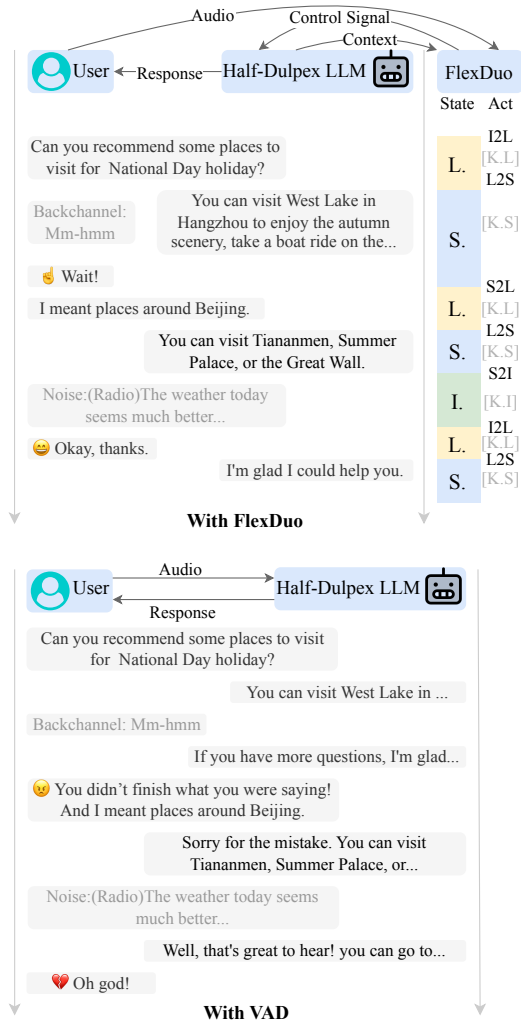 Audio
Control Signal
Context
User
Response
Half-Dulpex LLM
FlexDuo
State Act
I2L
Can you recommend some places to
visit for National Day holiday?
L.
[K.L]
L2S
You can visit West Lake in
Hangzhou to enjoy the autumn
scenery, take a boat ride on the...
Backchannel:
Mm-hmm
S.
[K.S]
Wait!
S2L
I meant places around Beijing.
L.
[K.L]
L2S
You can visit Tiananmen, Summer
Palace, or the Great Wall.
S.
[K.S]
S2I
Noise:(Radio)The weather today
seems much better...
I.
[K.I]
I2L
Okay, thanks.
L.
[K.L]
L2S
I'm glad I could help you.
S.
[K.S]
With FlexDuo
User
Audio
Response
Half-Dulpex LLM
Can you recommend some places to visit
for National Day holiday?
You can visit West Lake in ...
Backchannel: Mm-hmm
If you have more questions, I'm glad...
You didn’t finish what you were saying!
And I meant places around Beijing.
Sorry for the mistake. You can visit
Tiananmen, Summer Palace, or...
Noise:(Radio)The weather today seems
much better...
Well, that's great to hear! you can go to...
Oh god!
With VAD